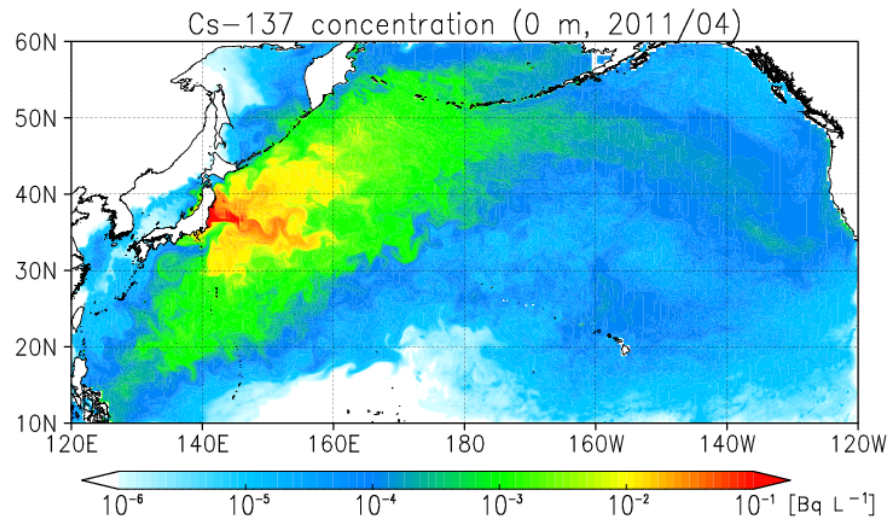 Cs-137 concentration (0 m, 2011/04)
60N
50N
40N
30N
20N
10N
120E 140E 160E 180 160W 140W 120W
10⁻⁶ 10⁻⁵ 10⁻⁴ 10⁻³ 10⁻² 10⁻¹ [Bq L⁻¹]